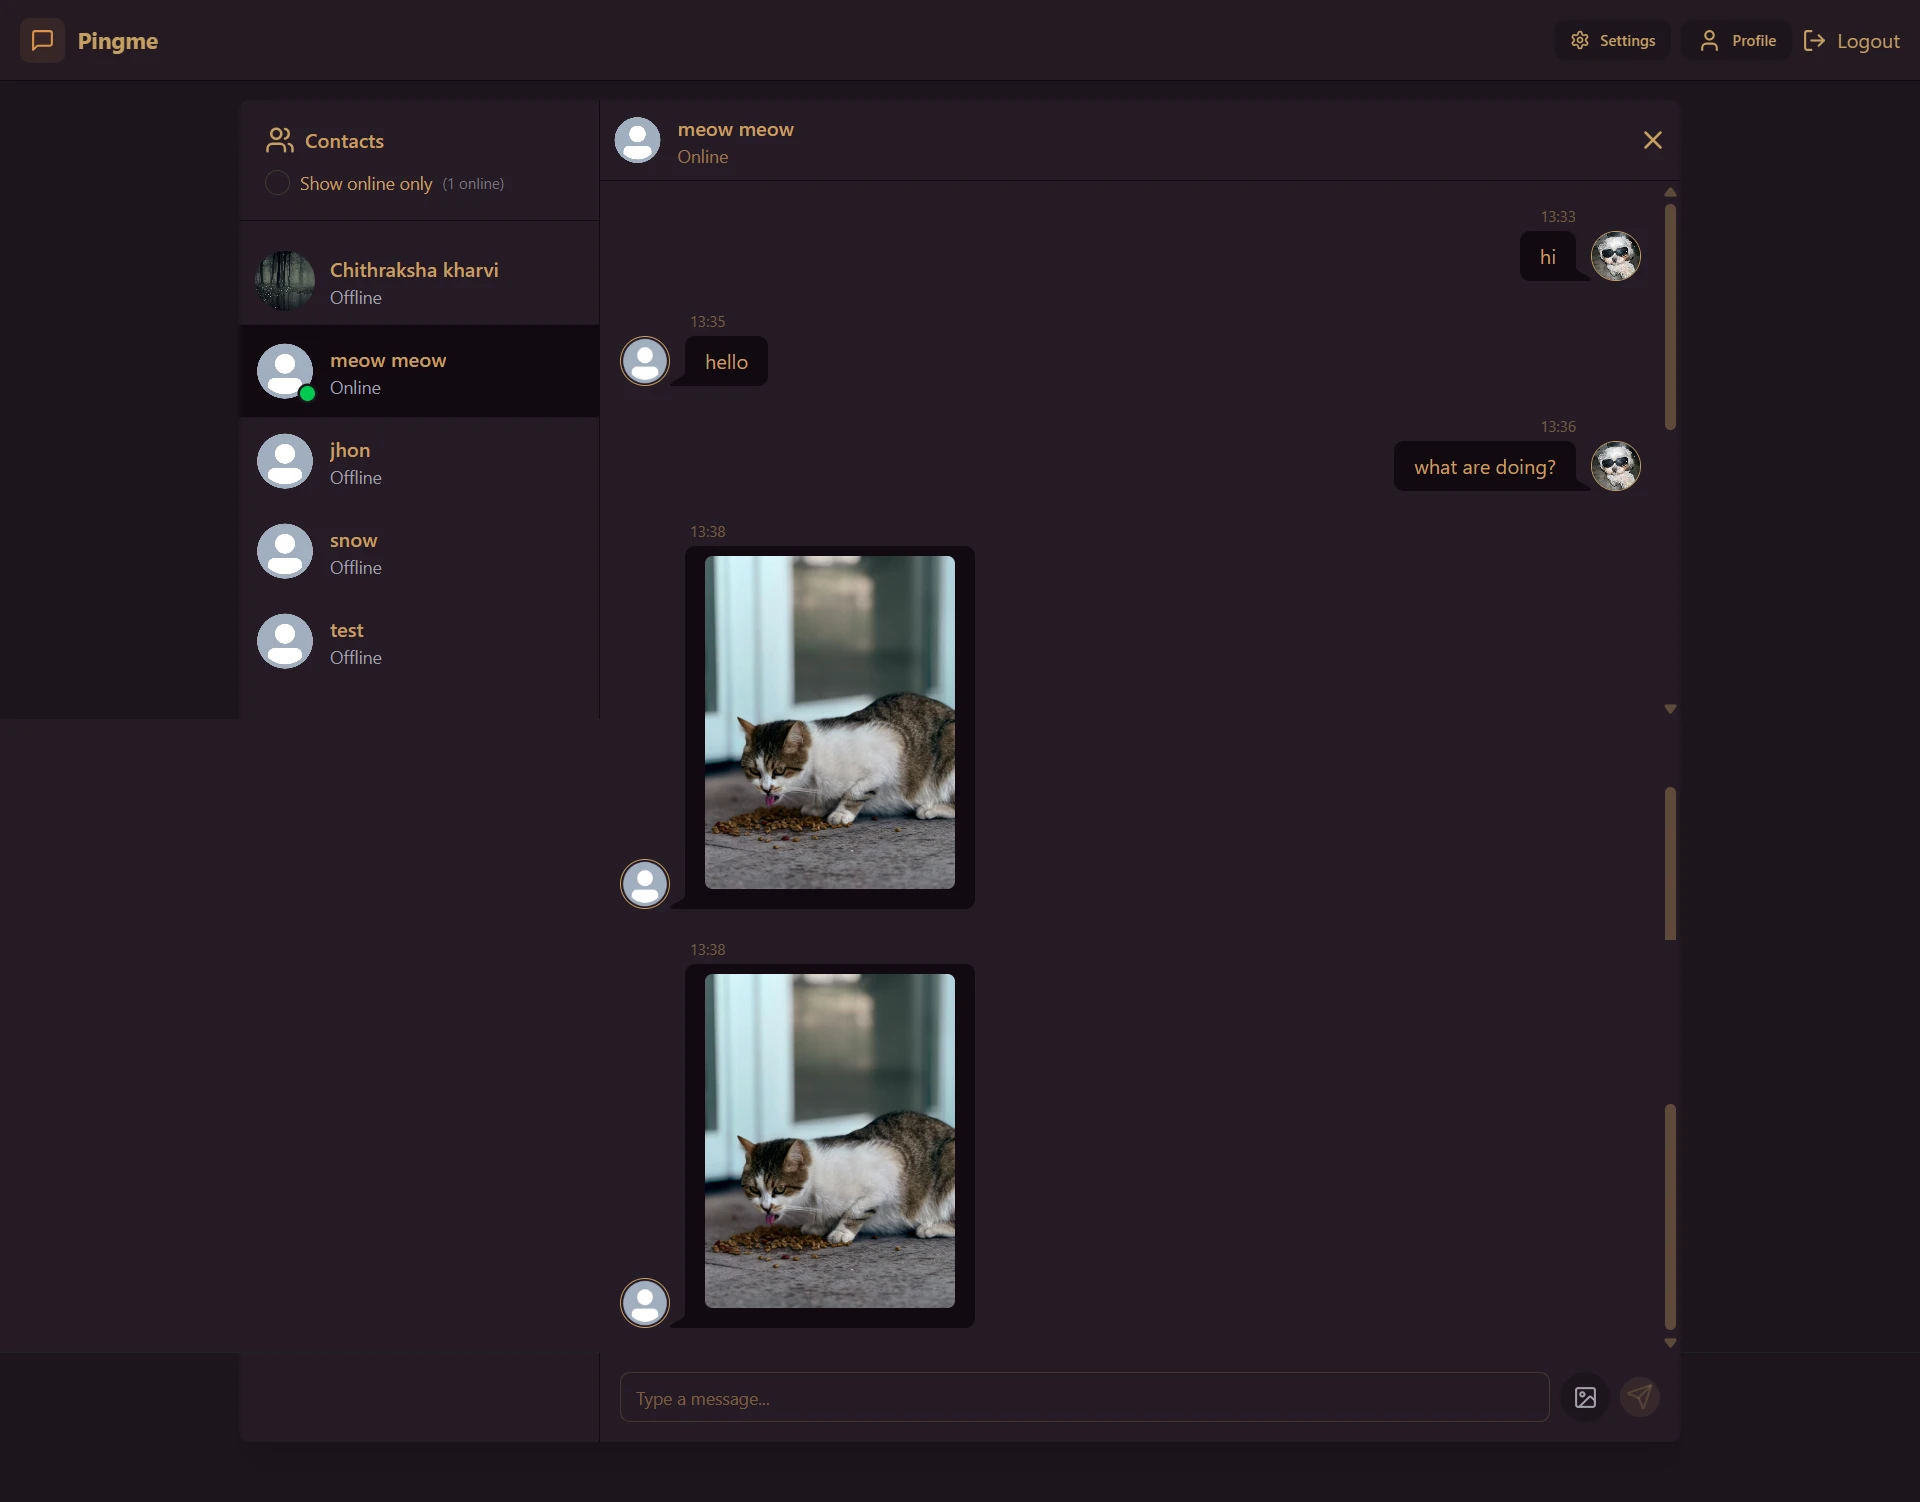 Pingme
Settings
Profile
Logout
Contacts
Show online only (1 online)
Chithraksha kharvi
Offline
meow meow
Online
jhon
Offline
snow
Offline
test
Offline
meow meow
Online
13:33
hi
13:35
hello
13:36
what are doing?
13:38
13:38
Type a message...